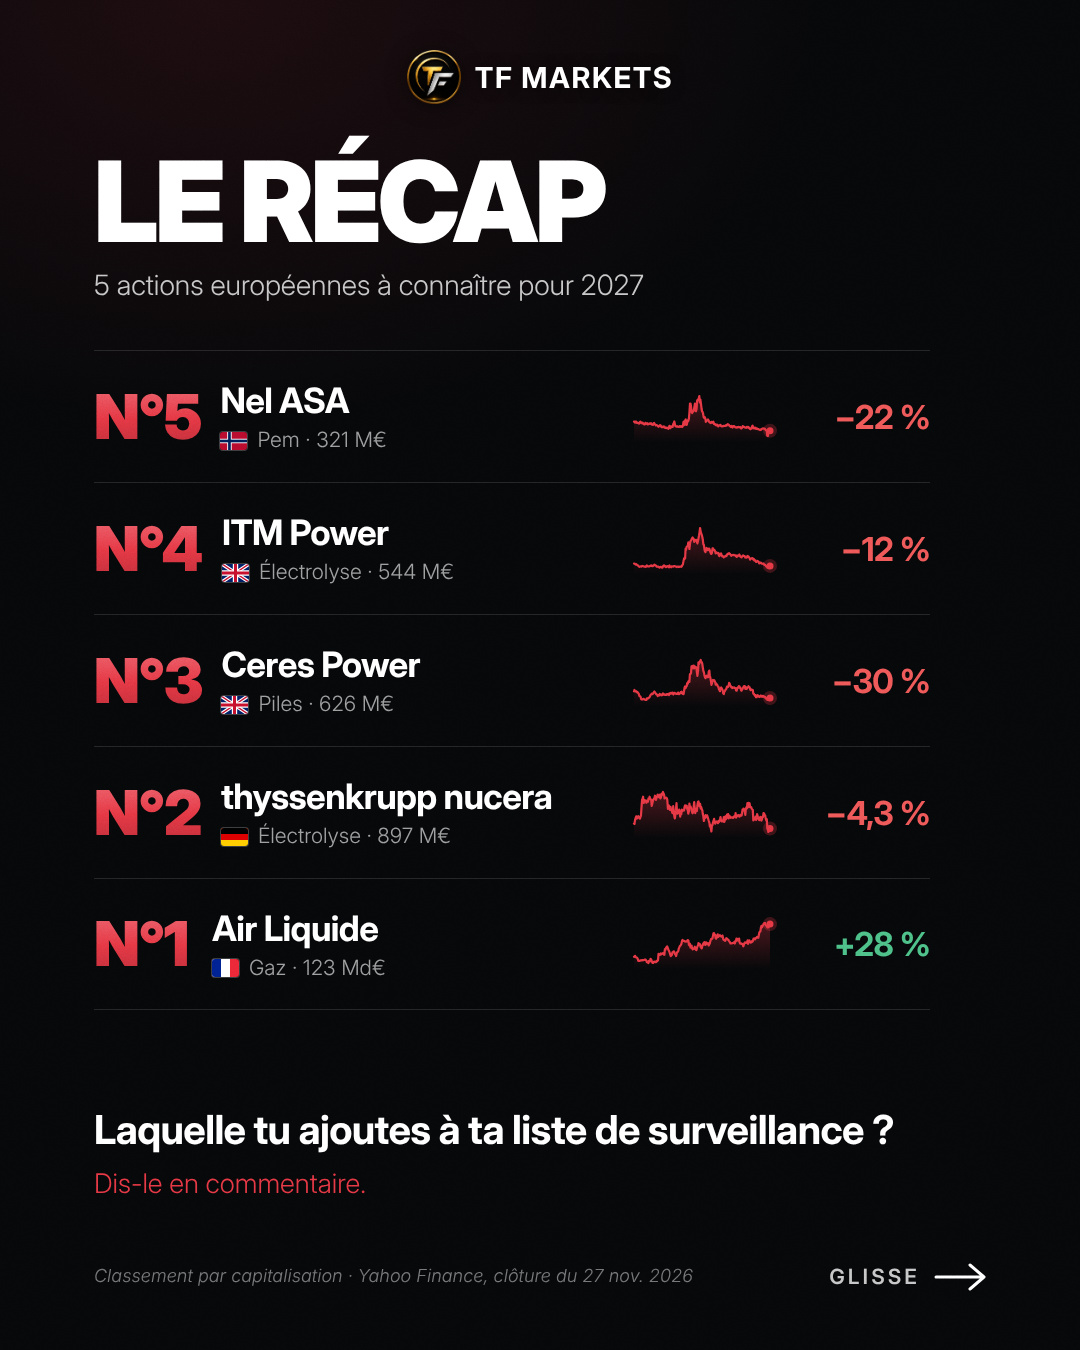 TF MARKETS
LE RÉCAP
5 actions européennes à connaître pour 2027
N°5 Nel ASA −22 %
Pem · 321 M€
N°4 ITM Power −12 %
Électrolyse · 544 M€
N°3 Ceres Power −30 %
Piles · 626 M€
N°2 thyssenkrupp nucera −4,3 %
Électrolyse · 897 M€
N°1 Air Liquide +28 %
Gaz · 123 Md€
Laquelle tu ajoutes à ta liste de surveillance ?
Dis-le en commentaire.
Classement par capitalisation · Yahoo Finance, clôture du 27 nov. 2026
GLISSE